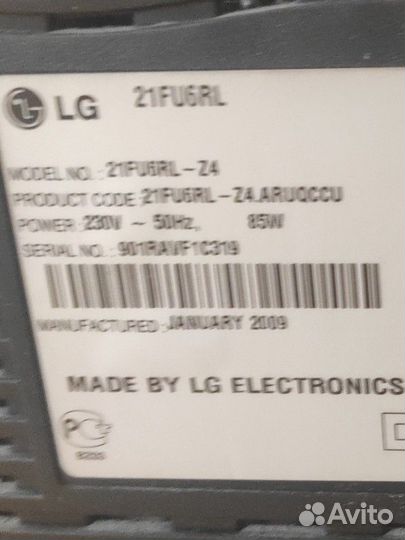 LG 21FU6RL
MODEL NO. : 21FU6RL-Z4
PRODUCT CODE : 21FU6RL-Z4.ARUQCCU
POWER : 230V ~ 50Hz, 85W
SERIAL NO. : 901RAVF1C319
MANUFACTURED : JANUARY 2009
MADE BY LG ELECTRONICS
Avito